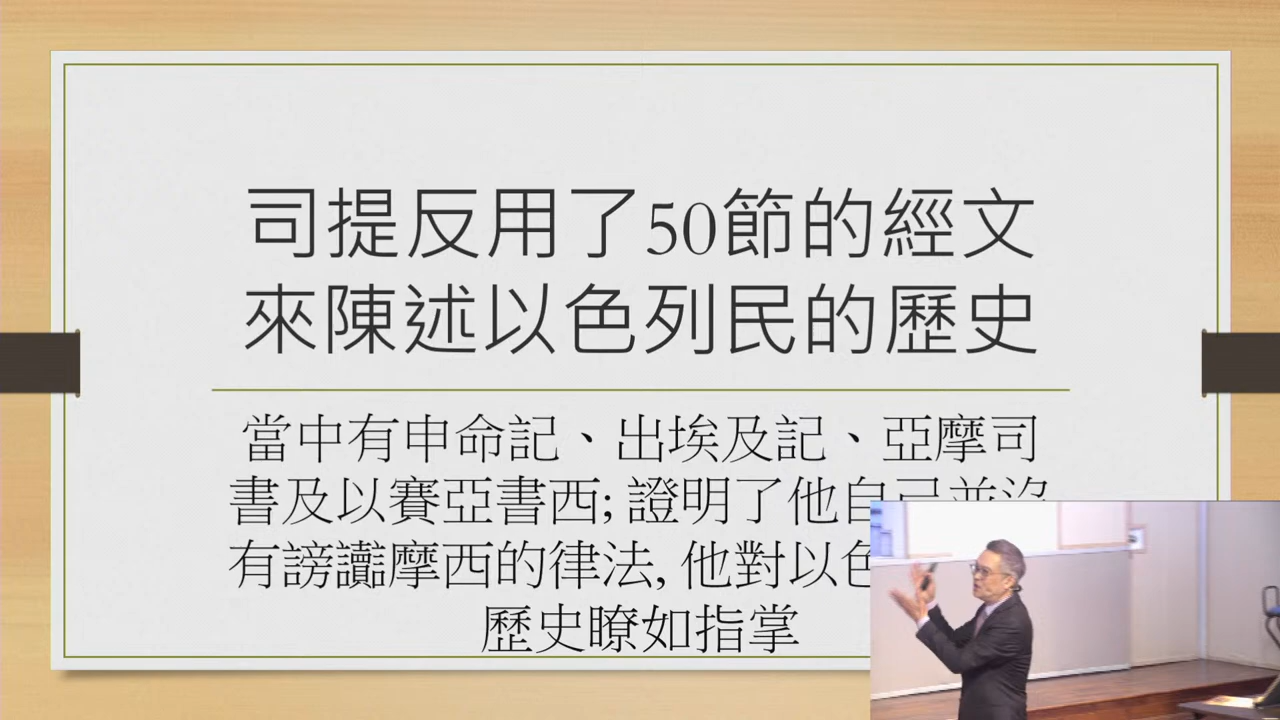 司提反用了50節的經文
來陳述以色列民的歷史
當中有申命記、出埃及記、亞摩司
書及以賽亞書西; 證明了他自己並沒
有謗讟摩西的律法, 他對以色
歷史瞭如指掌